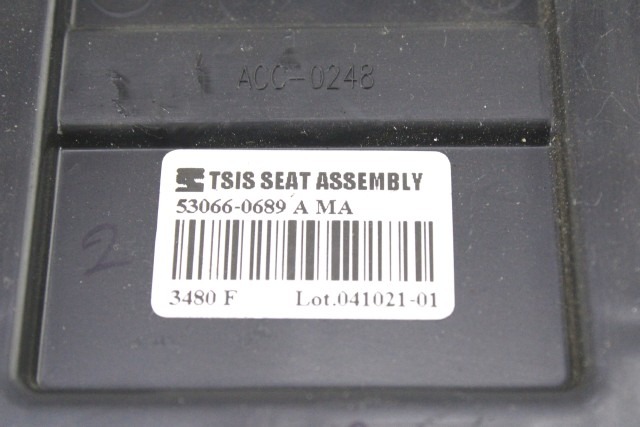 ACC-0248
TSIS SEAT ASSEMBLY
53066-0689 A MA
3480 F Lot.041021-01
2